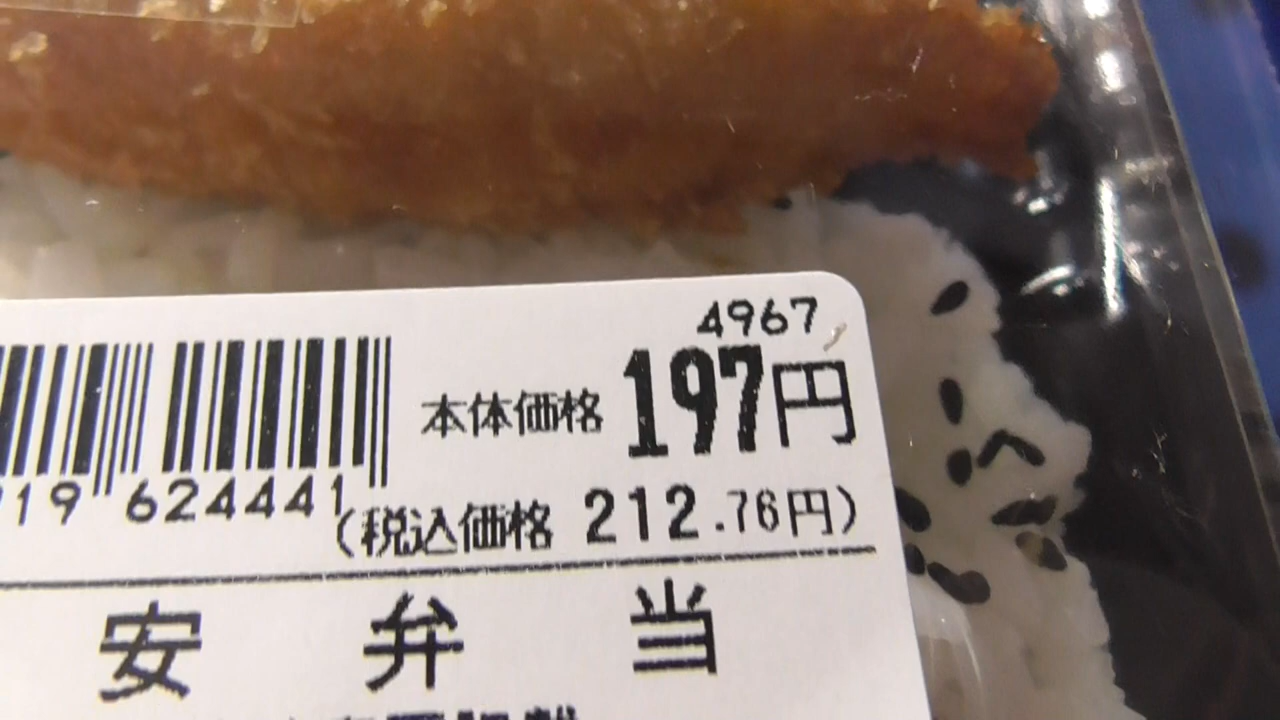 4967
本体価格 197円
19 624441
(税込価格 212.76円)
安 弁 当